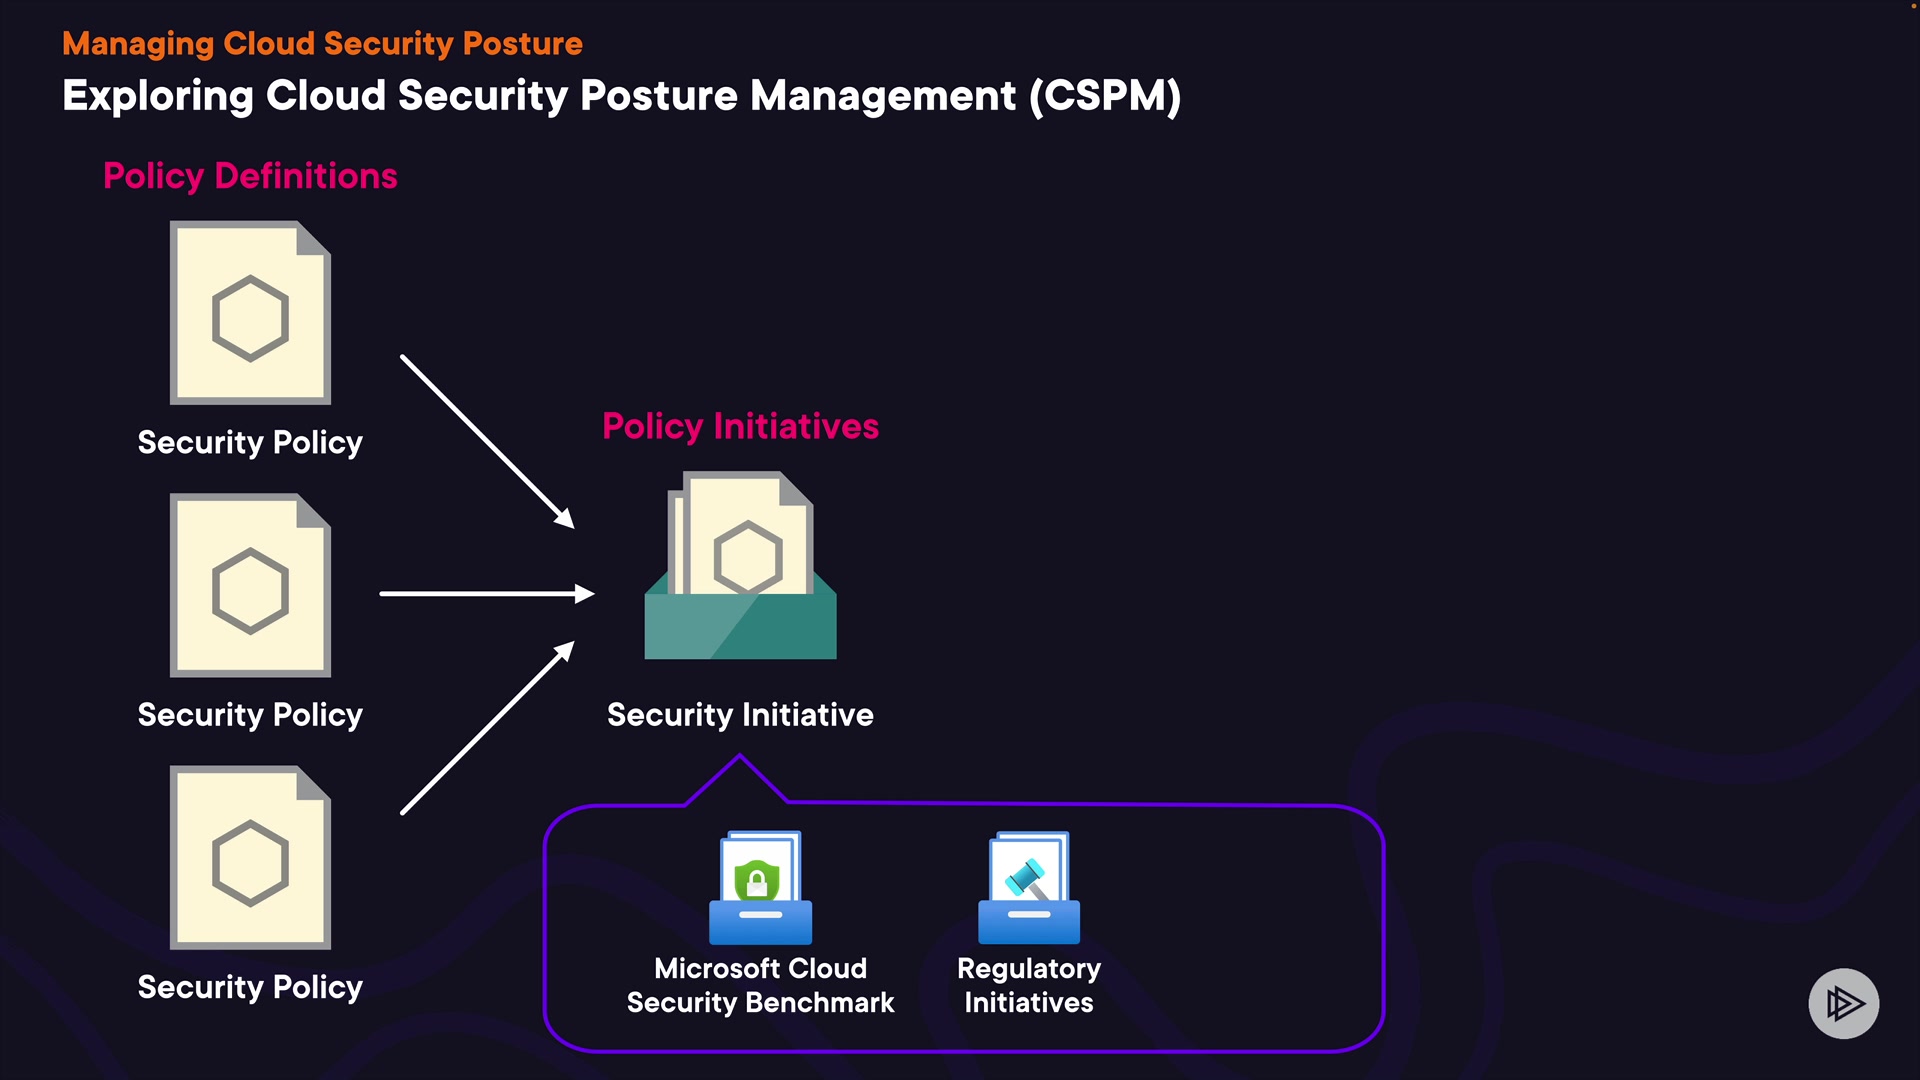 Managing Cloud Security Posture
Exploring Cloud Security Posture Management (CSPM)
Policy Definitions
Security Policy
Security Policy
Security Policy
Policy Initiatives
Security Initiative
Microsoft Cloud
Security Benchmark
Regulatory
Initiatives